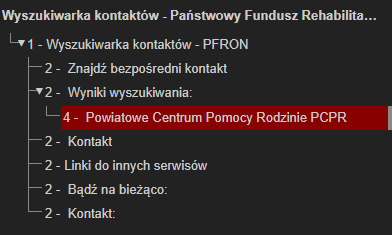 Wyszukiwarka kontaktów - Państwowy Fundusz Rehabilita...
1 - Wyszukiwarka kontaktów - PFRON
2 - Znajdź bezpośredni kontakt
2 - Wyniki wyszukiwania:
4 - Powiatowe Centrum Pomocy Rodzinie PCPR
2 - Kontakt
2 - Linki do innych serwisów
2 - Bądź na bieżąco:
2 - Kontakt: